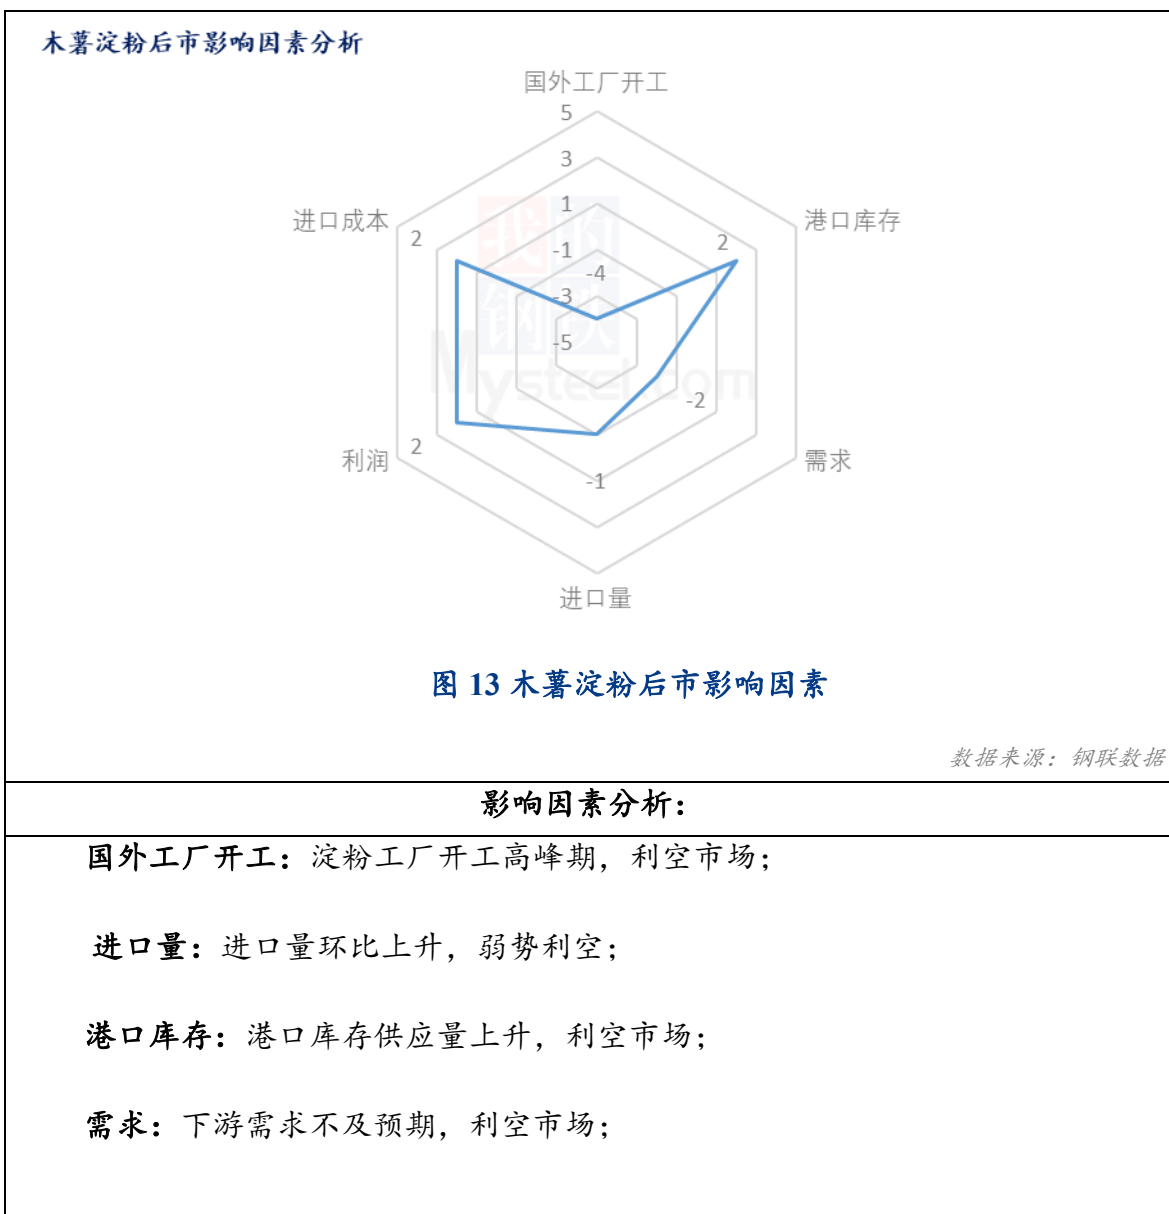 木薯淀粉后市影响因素分析
国外工厂开工
5
3
1
-1
-4
-3
-5
进口成本
2
港口库存
2
我的
钢铁
Mysteel.com
-2
利润
2
需求
-1
进口量
图 13 木薯淀粉后市影响因素
数据来源：钢联数据
影响因素分析：
国外工厂开工：淀粉工厂开工高峰期，利空市场；
进口量：进口量环比上升，弱势利空；
港口库存：港口库存供应量上升，利空市场；
需求：下游需求不及预期，利空市场；